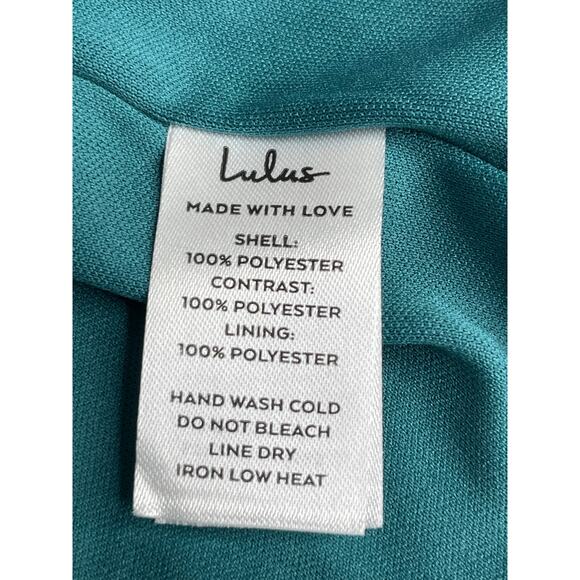 Lulus
MADE WITH LOVE
SHELL:
100% POLYESTER
CONTRAST:
100% POLYESTER
LINING:
100% POLYESTER
HAND WASH COLD
DO NOT BLEACH
LINE DRY
IRON LOW HEAT